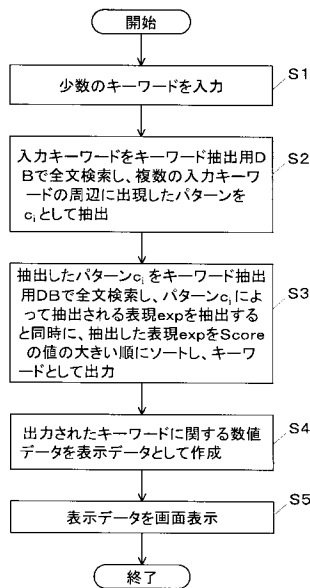 開始
S1
少数のキーワードを入力
S2
入力キーワードをキーワード抽出用D
Bで全文検索し、複数の入力キーワ
ードの周辺に出現したパターンを
ciとして抽出
S3
抽出したパターンciをキーワード抽出
用DBで全文検索し、パターンciによ
って抽出される表現expを抽出する
と同時に、抽出した表現expをScore
の値の大きい順にソートし、キーワ
ードとして出力
S4
出力されたキーワードに関する数値
データを表示データとして作成
S5
表示データを画面表示
終了